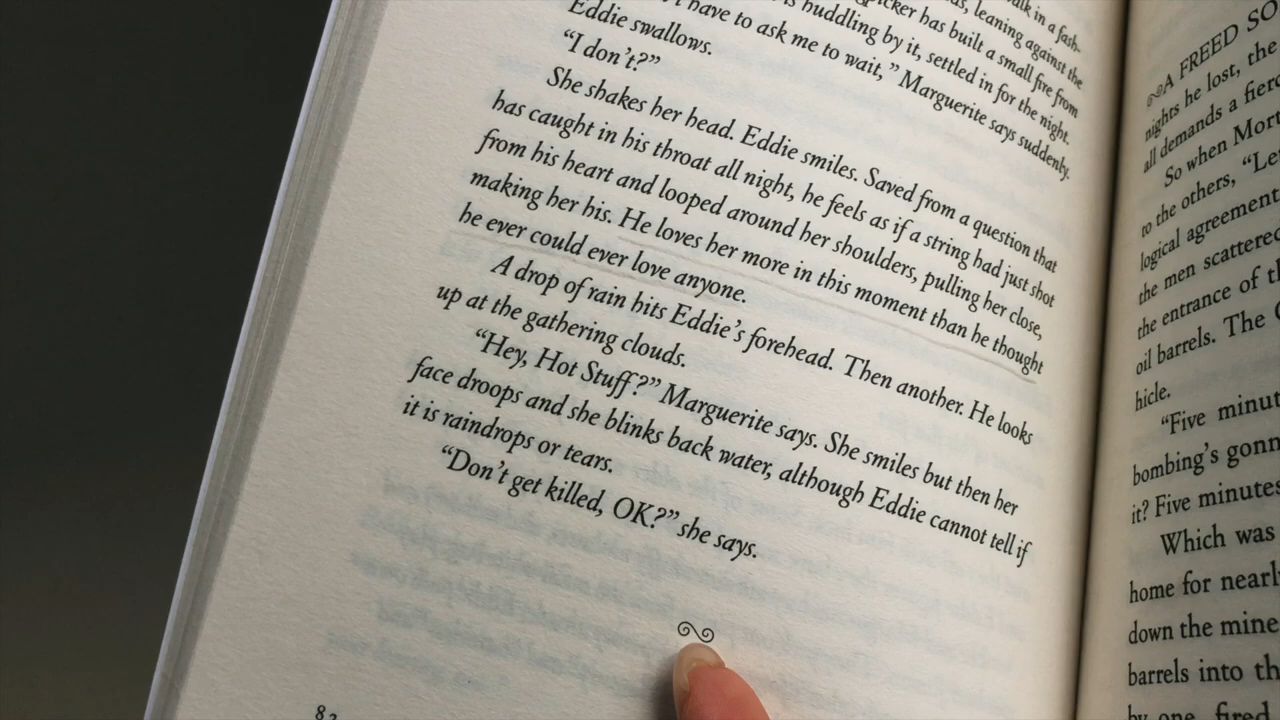 walk in a fash-
leaning against the
picker has built a small fire from
is huddling by it, settled in for the night.
have to ask me to wait,” Marguerite says suddenly.
Eddie swallows.
“I don’t?”
She shakes her head. Eddie smiles. Saved from a question that
has caught in his throat all night, he feels as if a string had just shot
from his heart and looped around her shoulders, pulling her close,
making her his. He loves her more in this moment than he thought
he ever could ever love anyone.
A drop of rain hits Eddie’s forehead. Then another. He looks
up at the gathering clouds.
“Hey, Hot Stuff?” Marguerite says. She smiles but then her
face droops and she blinks back water, although Eddie cannot tell if
it is raindrops or tears.
“Don’t get killed, OK?” she says.
A FREED SO
nights he lost, the
all demands a fierc
So when Mort
to the others, “Le
logical agreement
the men scattered
the entrance of t
oil barrels. The
hicle.
“Five minut
bombing’s gonn
it? Five minutes
Which was
home for nearl
down the mine
barrels into th
by one, fired